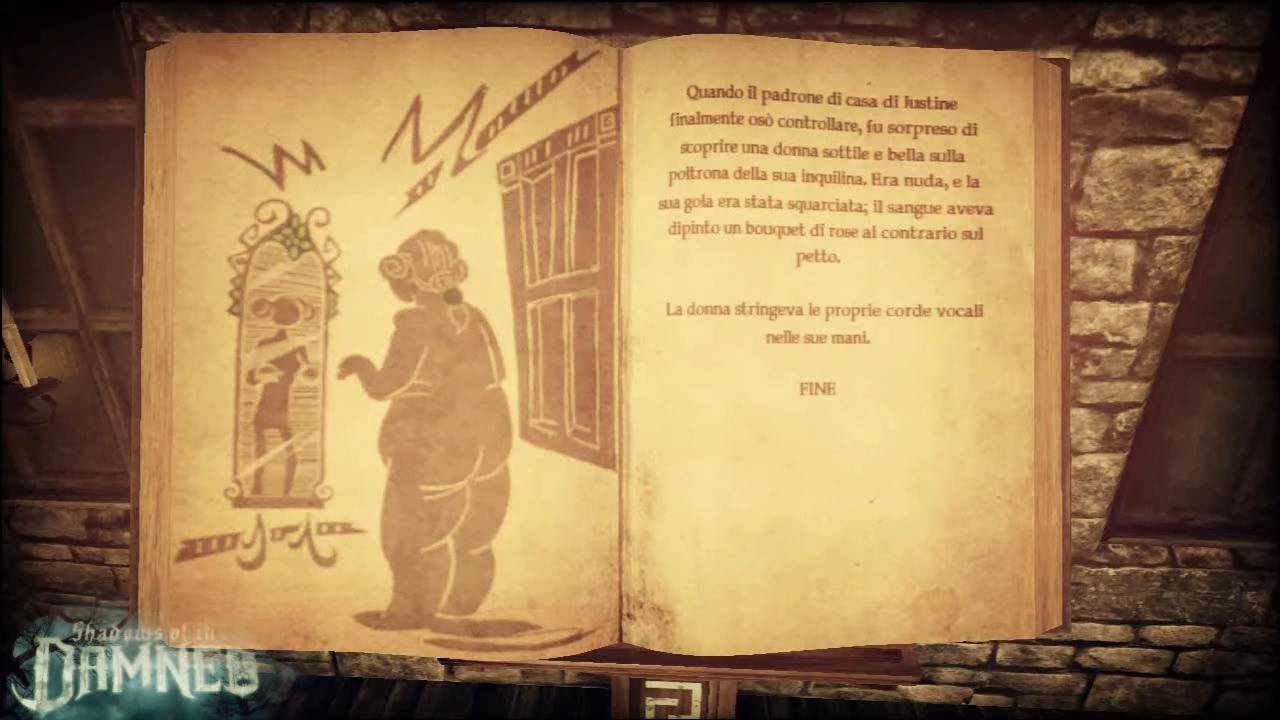 Quando il padrone di casa di Justine
finalmente osò controllare, fu sorpreso di
scoprire una donna sottile e bella sulla
poltrona della sua inquilina. Era nuda, e la
sua gola era stata squarciata; il sangue aveva
dipinto un bouquet di rose al contrario sul
petto.
La donna stringeva le proprie corde vocali
nelle sue mani.
FINE
Shadows of the
DAMNED